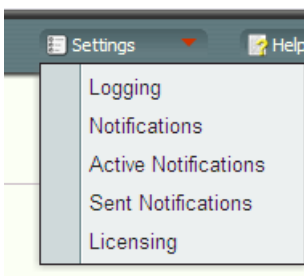 Settings Help
Logging
Notifications
Active Notifications
Sent Notifications
Licensing